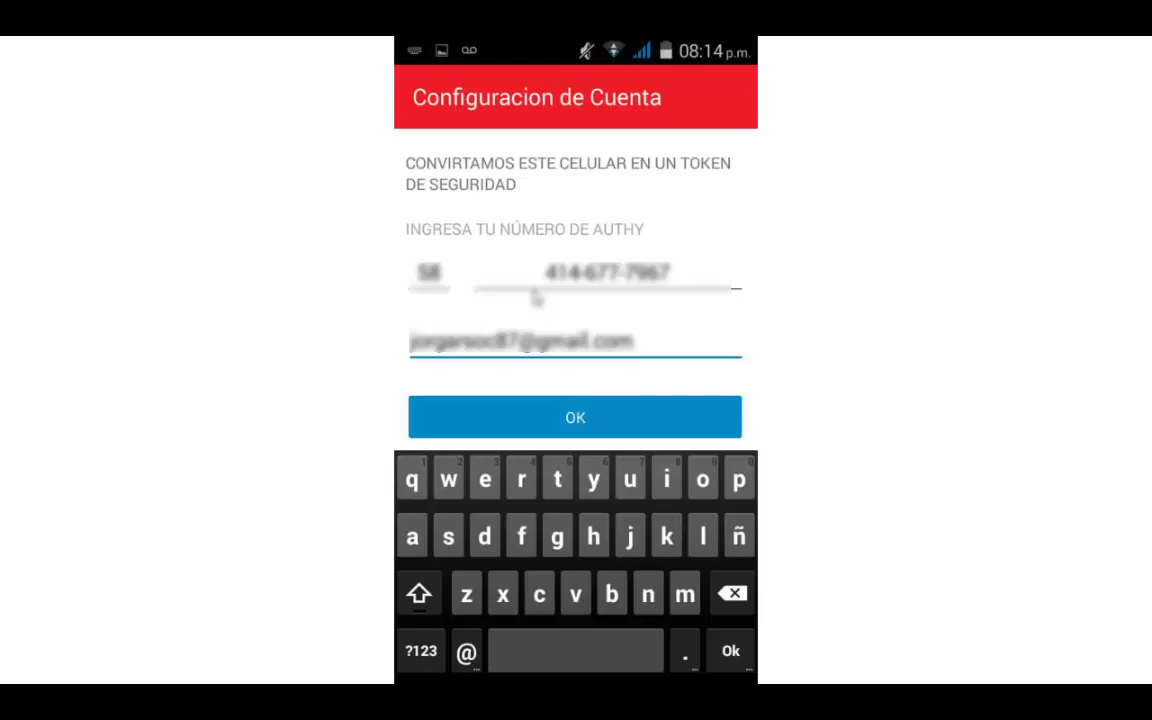 08:14 p.m.
Configuracion de Cuenta
CONVIRTAMOS ESTE CELULAR EN UN TOKEN
DE SEGURIDAD
INGRESA TU NÚMERO DE AUTHY
OK
q w e r t y u i o p
a s d f g h j k l ñ
z x c v b n m
?123 @ . Ok